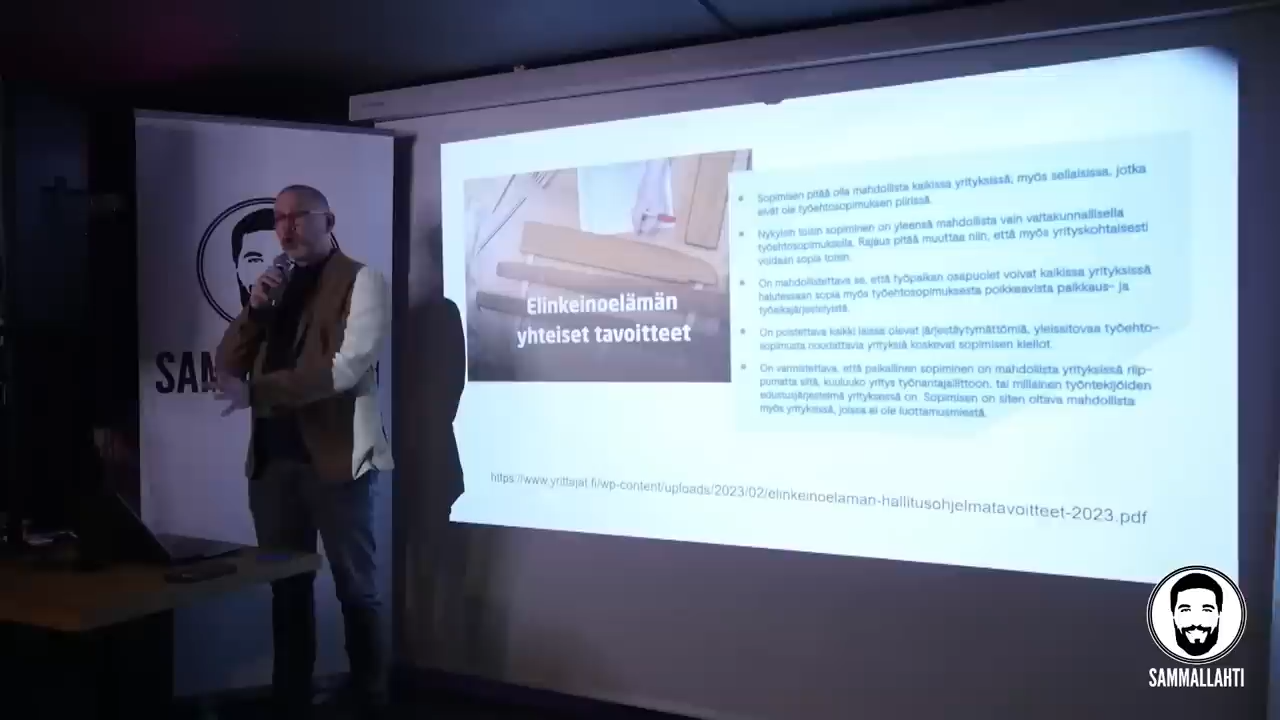 SAM
Elinkeinoelämän
yhteiset tavoitteet
Sopimisen pitää olla mahdollista kaikissa yrityksissä, myös sellaisissa, jotka
eivät ole työehtosopimuksen piirissä.
Nykyisin toisin sopiminen on yleensä mahdollista vain valtakunnallisella
työehtosopimuksella. Rajaus pitää muuttaa niin, että myös yrityskohtaisesti
voidaan sopia toisin.
On mahdollistettava se, että työpaikan osapuolet voivat kaikissa yrityksissä
halutessaan sopia myös työehtosopimuksesta poikkeavista palkkaus- ja
työaikajärjestelyistä.
On poistettava kaikki laissa olevat järjestäytymättömiä, yleissitovaa työehto-
sopimusta noudattavia yrityksiä koskevat sopimisen kiellot.
On varmistettava, että paikallinen sopiminen on mahdollista yrityksissä riip-
pumatta siitä, kuuluuko yritys työnantajaliittoon, tai millainen työntekijöiden
edustusjärjestelmä yrityksessä on. Sopimisen on siten oltava mahdollista
myös yrityksissä, joissa ei ole luottamusmiestä.
https://www.yrittajat.fi/wp-content/uploads/2023/02/elinkeinoelaman-hallitusohjelmatavoitteet-2023.pdf
SAMMALLAHTI